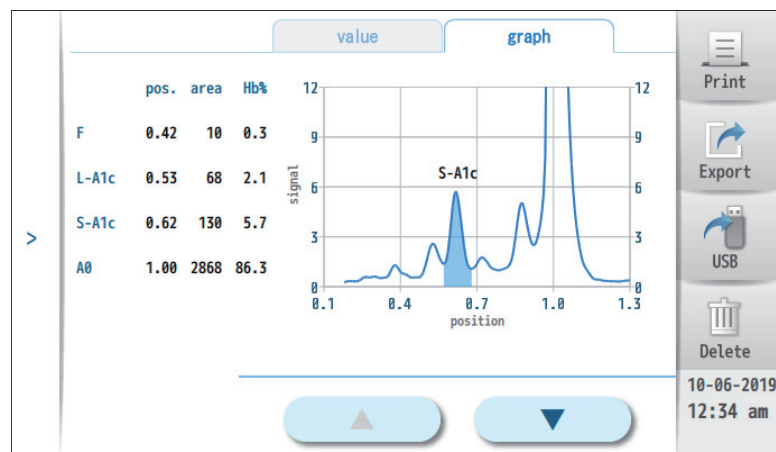 value graph
pos. area Hb%
F 0.42 10 0.3
L-A1c 0.53 68 2.1
S-A1c 0.62 130 5.7
A0 1.00 2868 86.3
>
12 12
9 9
S-A1c
6 6
signal
3 3
0 0
0.1 0.4 0.7 1.0 1.3
position
Print
Export
USB
Delete
10-06-2019
12:34 am